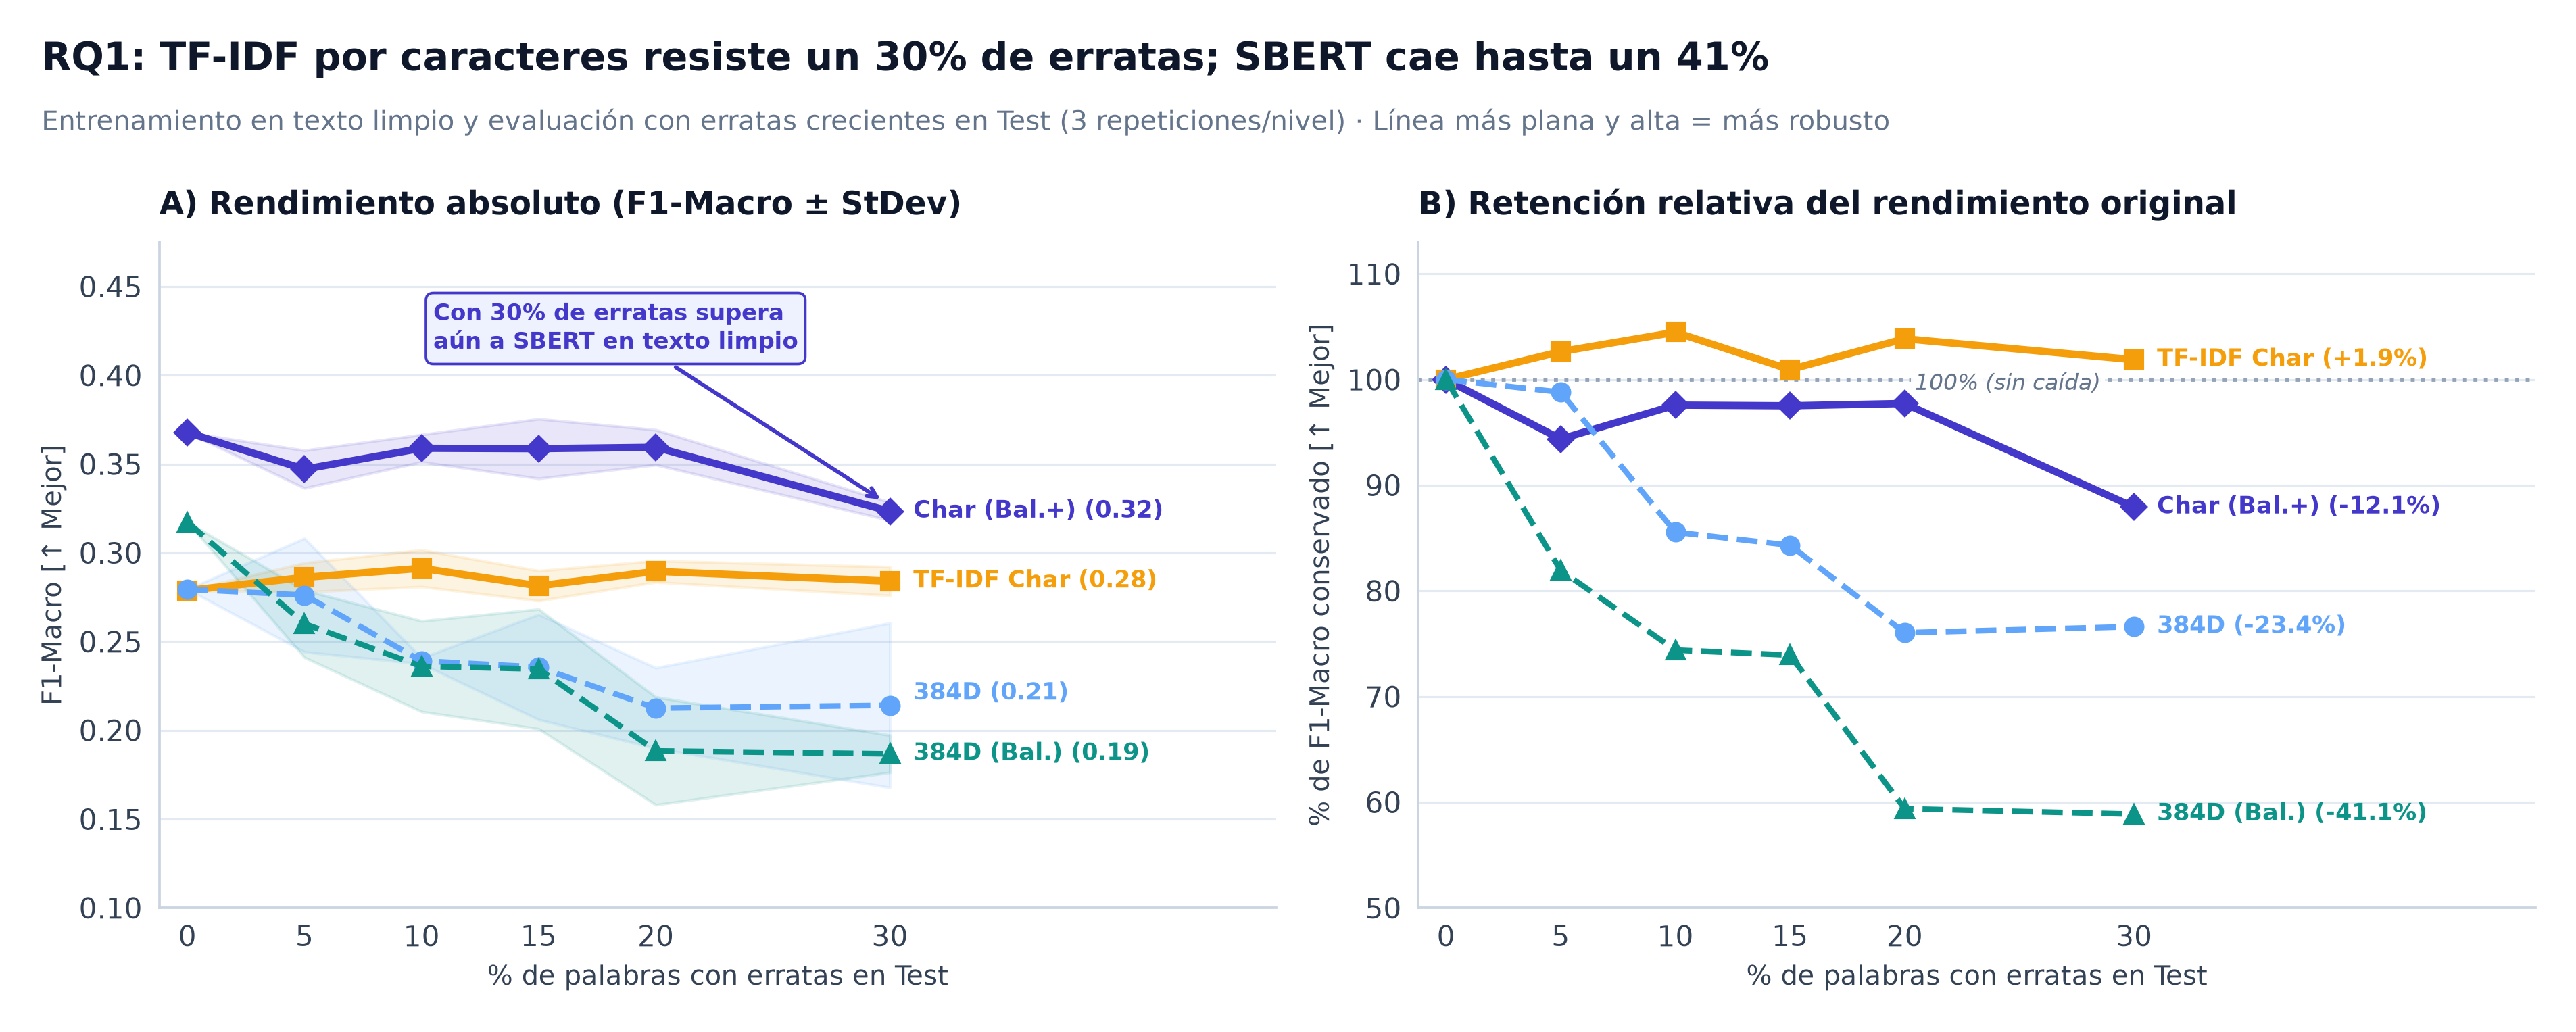 RQ1: TF-IDF por caracteres resiste un 30% de erratas; SBERT cae hasta un 41%
Entrenamiento en texto limpio y evaluación con erratas crecientes en Test (3 repeticiones/nivel) · Línea más plana y alta = más robusto
A) Rendimiento absoluto (F1-Macro ± StDev)
F1-Macro [↑ Mejor]
0.45
0.40
0.35
0.30
0.25
0.20
0.15
0.10
Con 30% de erratas supera
aún a SBERT en texto limpio
Char (Bal.+) (0.32)
TF-IDF Char (0.28)
384D (0.21)
384D (Bal.) (0.19)
0 5 10 15 20 30
% de palabras con erratas en Test
B) Retención relativa del rendimiento original
% de F1-Macro conservado [↑ Mejor]
110
100
90
80
70
60
50
TF-IDF Char (+1.9%)
100% (sin caída)
Char (Bal.+) (-12.1%)
384D (-23.4%)
384D (Bal.) (-41.1%)
0 5 10 15 20 30
% de palabras con erratas en Test